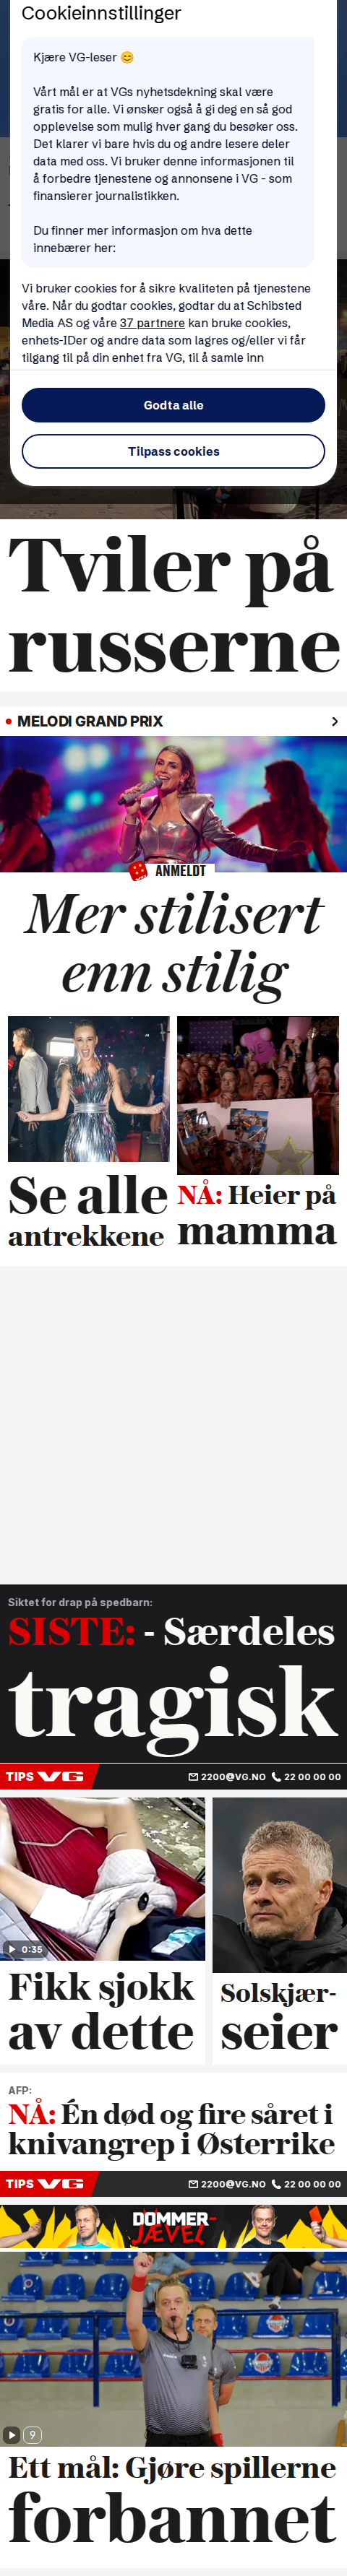 Cookieinnstillinger
Kjære VG-leser 😊
Vårt mål er at VGs nyhetsdekning skal være
gratis for alle. Vi ønsker også å gi deg en så god
opplevelse som mulig hver gang du besøker oss.
Det klarer vi bare hvis du og andre lesere deler
data med oss. Vi bruker denne informasjonen til
å forbedre tjenestene og annonsene i VG - som
finansierer journalistikken.
Du finner mer informasjon om hva dette
innebærer her:
Vi bruker cookies for å sikre kvaliteten på tjenestene
våre. Når du godtar cookies, godtar du at Schibsted
Media AS og våre 37 partnere kan bruke cookies,
enhets-IDer og andre data som lagres og/eller vi får
tilgang til på din enhet fra VG, til å samle inn
Godta alle
Tilpass cookies
Tviler på
russerne
MELODI GRAND PRIX
ANMELDT
Mer stilisert
enn stilig
Se alle
antrekkene
NÅ: Heier på
mamma
Siktet for drap på spedbarn:
SISTE: - Særdeles
tragisk
TIPS VG 2200@VG.NO 22 00 00 00
0:35
Fikk sjokk
av dette
Solskjær-
seier
AFP:
NÅ: Én død og fire såret i
knivangrep i Østerrike
TIPS VG 2200@VG.NO 22 00 00 00
DOMMER-
JÆVEL
9
Ett mål: Gjøre spillerne
forbannet